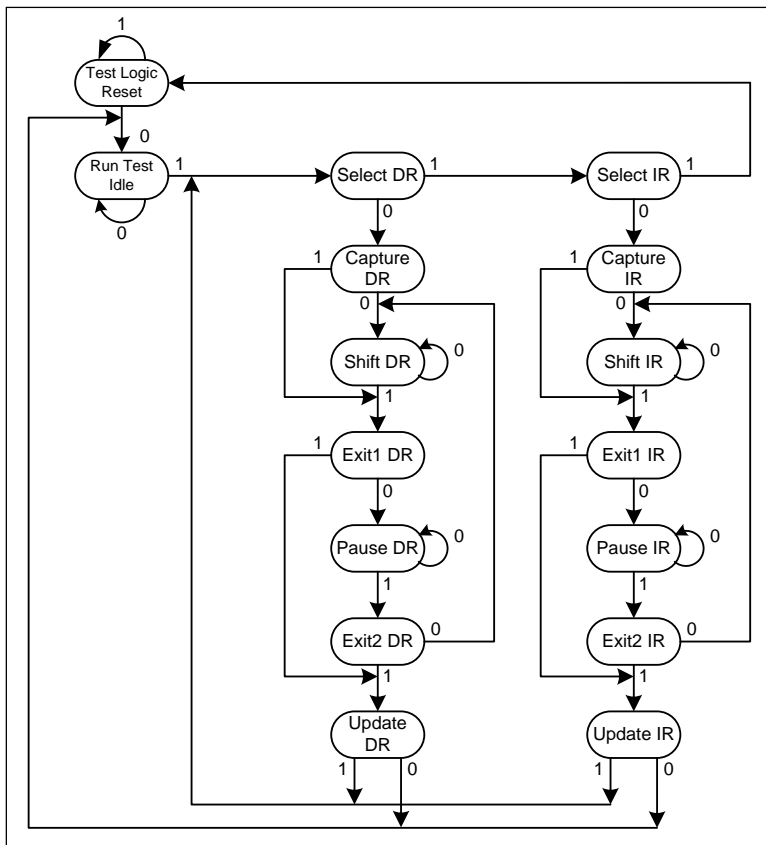 1
Test Logic
Reset
0
Run Test
Idle
1
0
Select DR
1
0
Select IR
1
0
Capture
DR
1
0
Capture
IR
1
0
Shift DR
0
1
Shift IR
0
1
Exit1 DR
1
0
Exit1 IR
1
0
Pause DR
0
1
Pause IR
0
1
Exit2 DR
0
1
Exit2 IR
0
1
Update
DR
1
0
Update IR
1
0